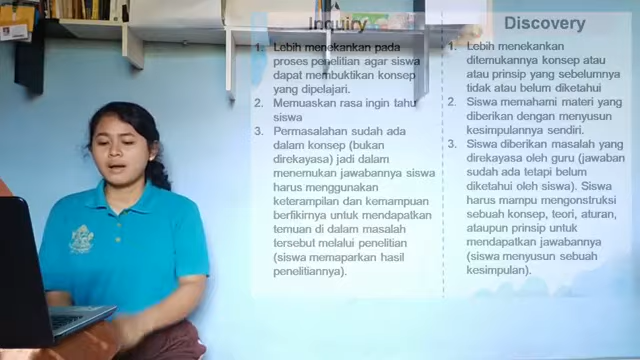 Inquiry
1. Lebih menekankan pada
proses penelitian agar siswa
dapat membuktikan konsep
yang dipelajari.
2. Memuaskan rasa ingin tahu
siswa
3. Permasalahan sudah ada
dalam konsep (bukan
direkayasa) jadi dalam
menemukan jawabannya siswa
harus menggunakan
keterampilan dan kemampuan
berfikirnya untuk mendapatkan
temuan di dalam masalah
tersebut melalui penelitian
(siswa memaparkan hasil
penelitiannya).
Discovery
1. Lebih menekankan
ditemukannya konsep atau
atau prinsip yang sebelumnya
tidak atau belum diketahui
2. Siswa memahami materi yang
diberikan dengan menyusun
kesimpulannya sendiri.
3. Siswa diberikan masalah yang
direkayasa oleh guru (jawaban
sudah ada tetapi belum
diketahui oleh siswa). Siswa
harus mampu mengonstruksi
sebuah konsep, teori, aturan,
ataupun prinsip untuk
mendapatkan jawabannya
(siswa menyusun sebuah
kesimpulan).